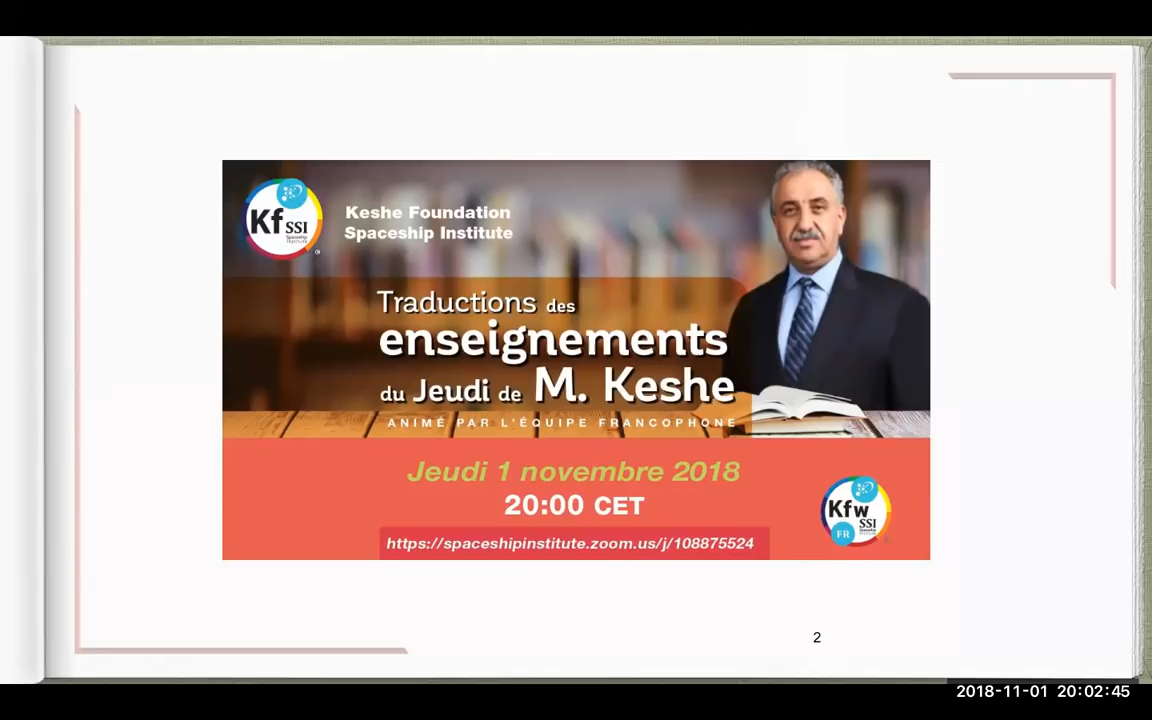 Kf SSI
Spaceship
Institute
®
Keshe Foundation
Spaceship Institute
Traductions des
enseignements
du Jeudi de M. Keshe
ANIMÉ PAR L'ÉQUIPE FRANCOPHONE
Jeudi 1 novembre 2018
20:00 CET
https://spaceshipinstitute.zoom.us/j/108875524
Kfw
SSI
FR
2
2018-11-01 20:02:45